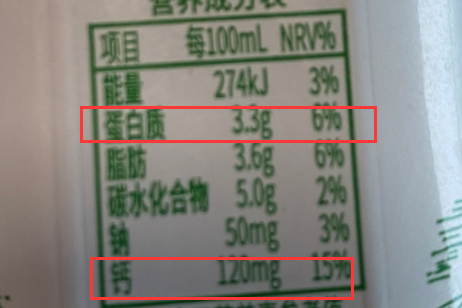 营养成分表
项目 每100mL NRV%
能量 274kJ 3%
蛋白质 3.3g 6%
脂肪 3.6g 6%
碳水化合物 5.0g 2%
钠 50mg 3%
钙 120mg 15%